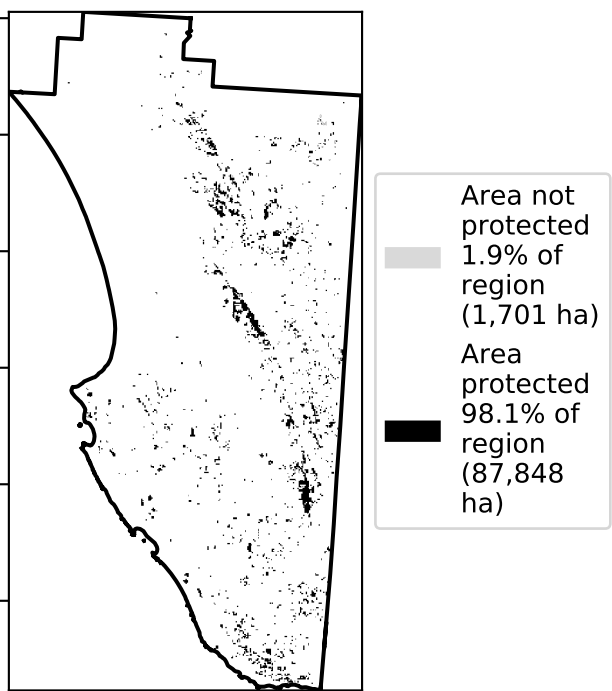 Area not
protected
1.9% of
region
(1,701 ha)
Area
protected
98.1% of
region
(87,848
ha)